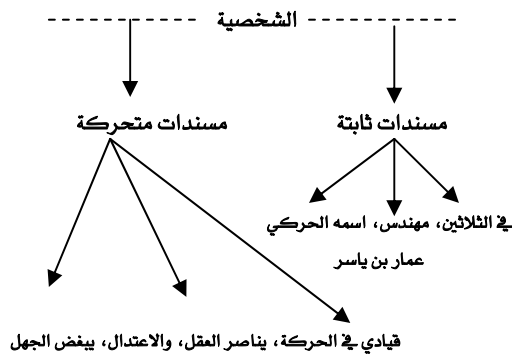 الشخصية
مسندات ثابتة
مسندات متحركة
في الثلاثين، مهندس، اسمه الحركي
عمار بن ياسر
قيادي في الحركة، يناصر العقل، والاعتدال، يبغض الجهل